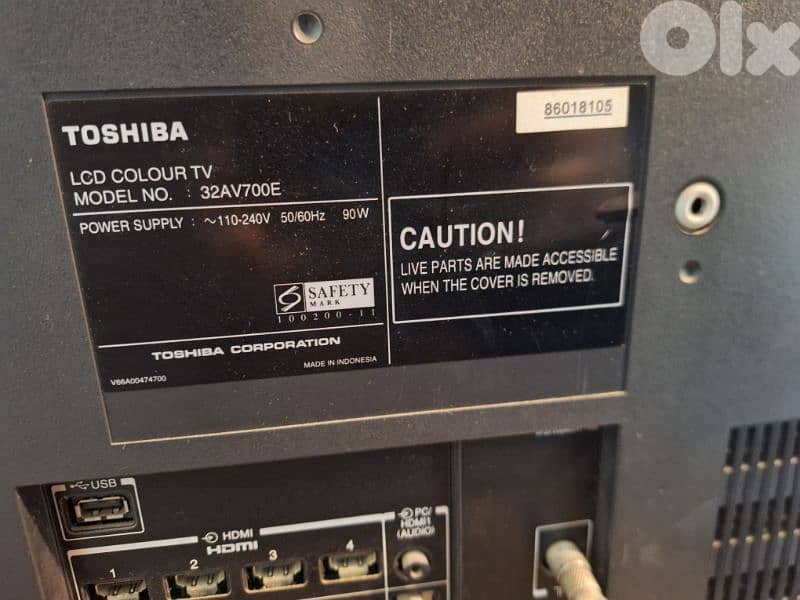 Olx
86018105
TOSHIBA
LCD COLOUR TV
MODEL NO. : 32AV700E
POWER SUPPLY : ~110-240V 50/60Hz 90W
CAUTION!
LIVE PARTS ARE MADE ACCESSIBLE
WHEN THE COVER IS REMOVED.
S SAFETY
MARK
100200-11
TOSHIBA CORPORATION
MADE IN INDONESIA
V66A00474700
USB
HDMI
HDMI
1 2 3 4
PC/
HDMI1
(AUDIO)